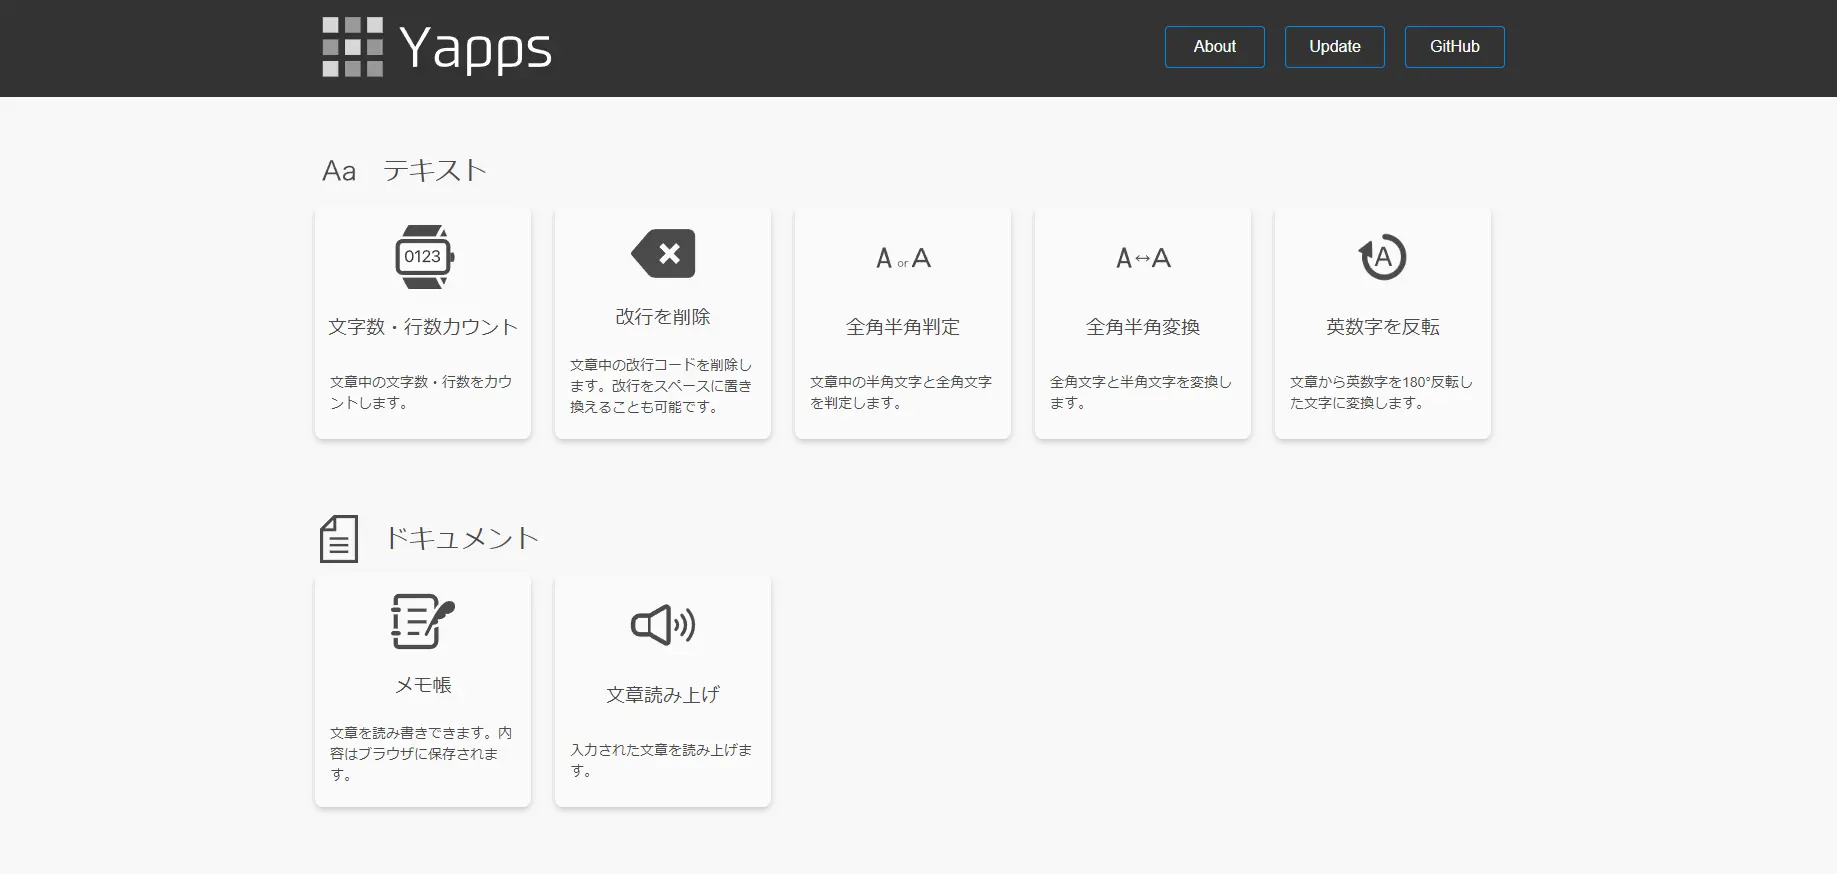 Yapps
About
Update
GitHub
Aa テキスト
0123
文字数・行数カウント
文章中の文字数・行数をカウ
ントします。
改行を削除
文章中の改行コードを削除し
ます。改行をスペースに置き
換えることも可能です。
A or A
全角半角判定
文章中の半角文字と全角文字
を判定します。
A↔A
全角半角変換
全角文字と半角文字を変換し
ます。
A
英数字を反転
文章から英数字を180°反転し
た文字に変換します。
ドキュメント
メモ帳
文章を読み書きできます。内
容はブラウザに保存されま
す。
文章読み上げ
入力された文章を読み上げま
す。